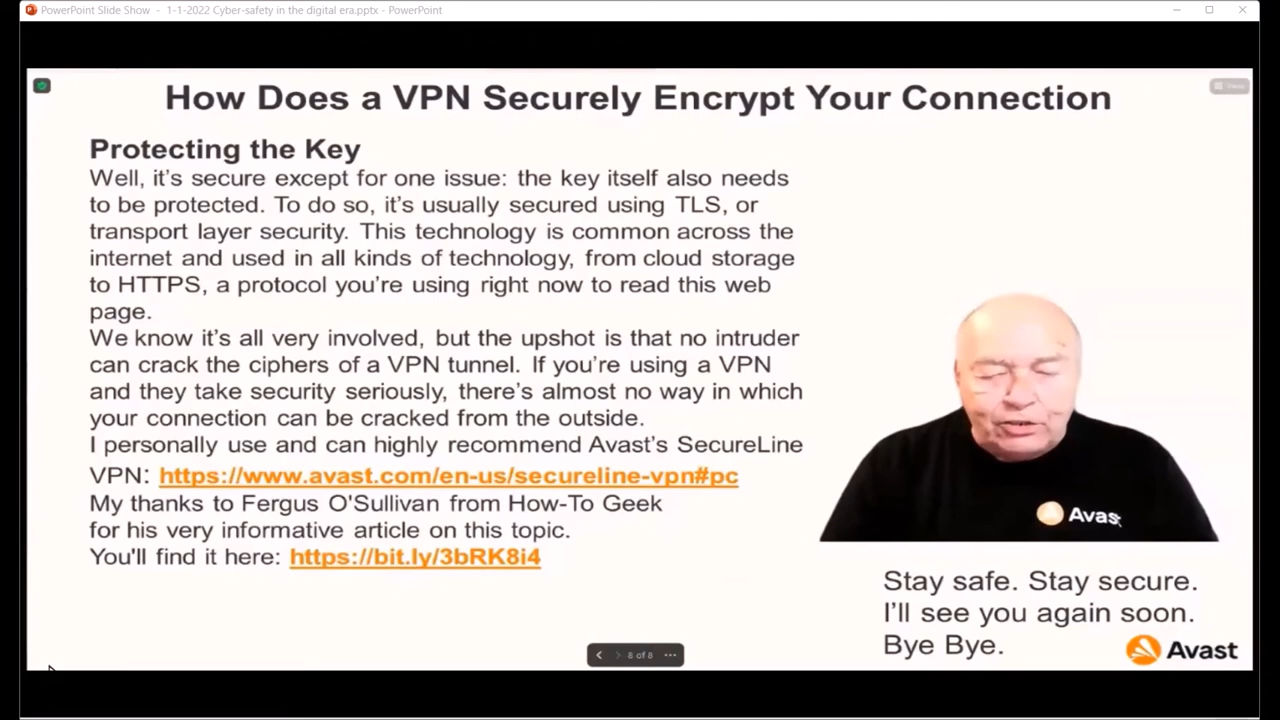 PowerPoint Slide Show - 1-1-2022 Cyber-safety in the digital era.pptx - PowerPoint
How Does a VPN Securely Encrypt Your Connection
Protecting the Key
Well, it's secure except for one issue: the key itself also needs
to be protected. To do so, it's usually secured using TLS, or
transport layer security. This technology is common across the
internet and used in all kinds of technology, from cloud storage
to HTTPS, a protocol you're using right now to read this web
page.
We know it's all very involved, but the upshot is that no intruder
can crack the ciphers of a VPN tunnel. If you're using a VPN
and they take security seriously, there's almost no way in which
your connection can be cracked from the outside.
I personally use and can highly recommend Avast's SecureLine
VPN: https://www.avast.com/en-us/secureline-vpn#pc
My thanks to Fergus O'Sullivan from How-To Geek
for his very informative article on this topic.
You'll find it here: https://bit.ly/3bRK8i4
Avast
Stay safe. Stay secure.
I'll see you again soon.
Bye Bye.
Avast
8 of 8